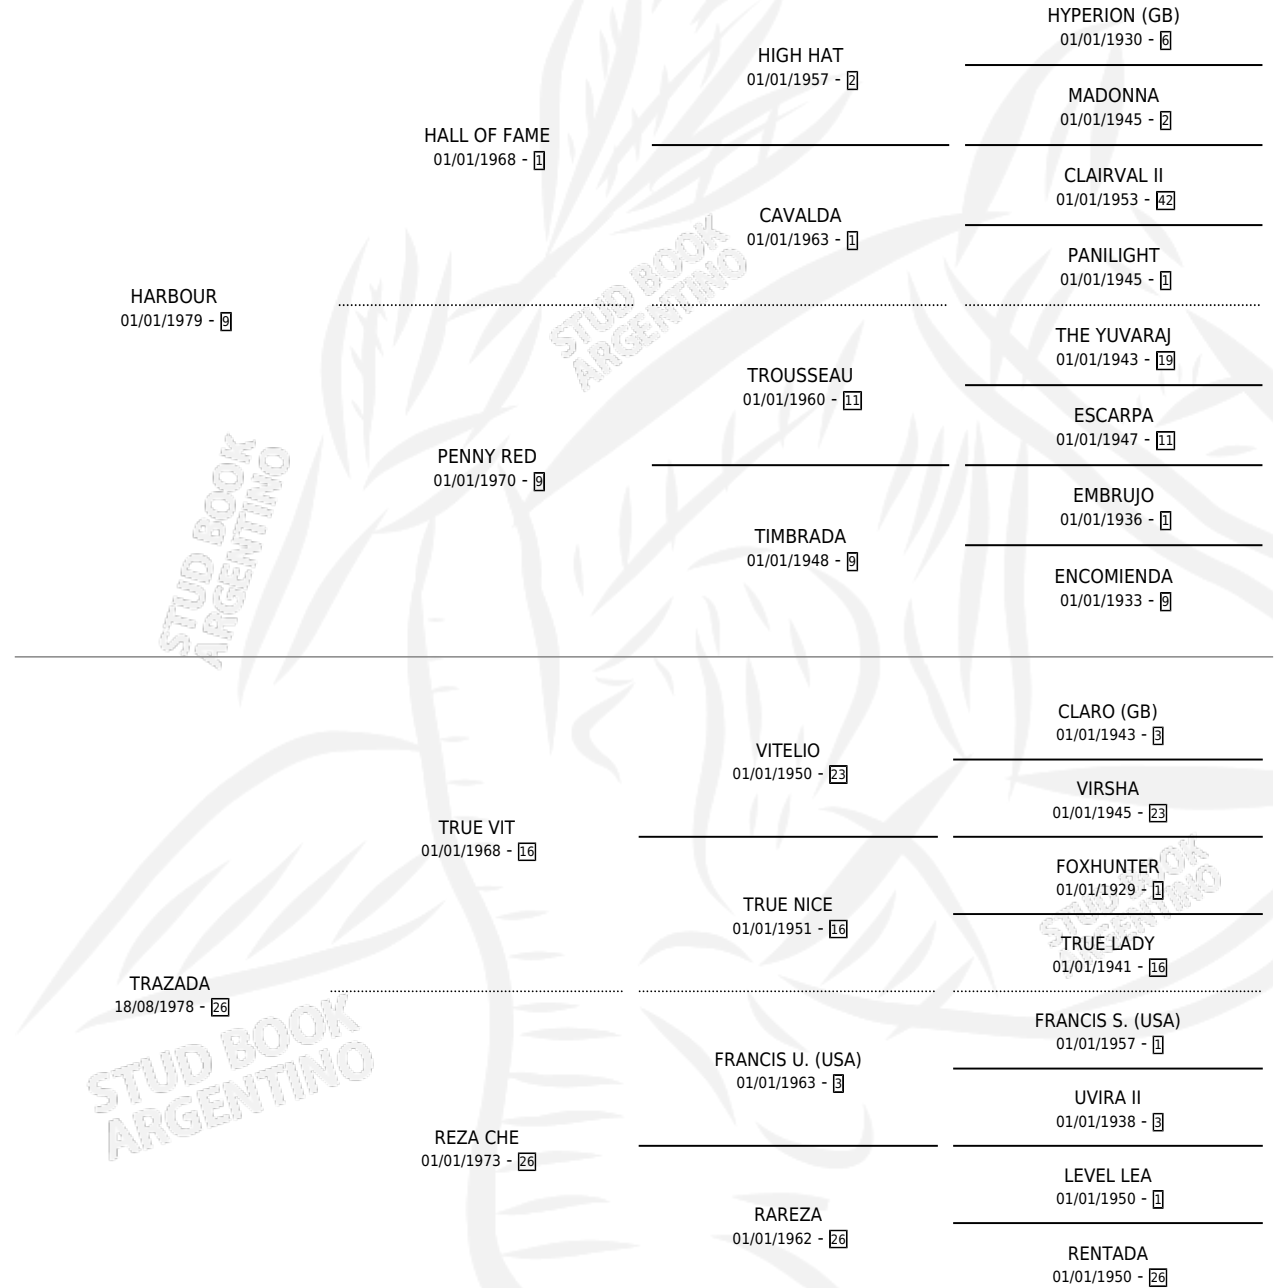 HYPERION (GB)
01/01/1930 - 6
HIGH HAT
01/01/1957 - 2
MADONNA
01/01/1945 - 2
HALL OF FAME
01/01/1968 - 1
CLAIRVAL II
01/01/1953 - 42
CAVALDA
01/01/1963 - 1
PANILIGHT
01/01/1945 - 1
HARBOUR
01/01/1979 - 9
THE YUVARAJ
01/01/1943 - 19
TROUSSEAU
01/01/1960 - 11
ESCARPA
01/01/1947 - 11
PENNY RED
01/01/1970 - 9
EMBRUJO
01/01/1936 - 1
TIMBRADA
01/01/1948 - 9
ENCOMIENDA
01/01/1933 - 9
STUD BOOK
ARGENTINO
STUD BOOK
ARGENTINO
CLARO (GB)
01/01/1943 - 3
VITELIO
01/01/1950 - 23
VIRSHA
01/01/1945 - 23
TRUE VIT
01/01/1968 - 16
FOXHUNTER
01/01/1929 - 1
TRUE NICE
01/01/1951 - 16
TRUE LADY
01/01/1941 - 16
TRAZADA
18/08/1978 - 26
FRANCIS S. (USA)
01/01/1957 - 1
FRANCIS U. (USA)
01/01/1963 - 3
UVIRA II
01/01/1938 - 3
REZA CHE
01/01/1973 - 26
LEVEL LEA
01/01/1950 - 1
RAREZA
01/01/1962 - 26
RENTADA
01/01/1950 - 26
STUD BOOK
ARGENTINO
STUD BOOK
ARGENTINO